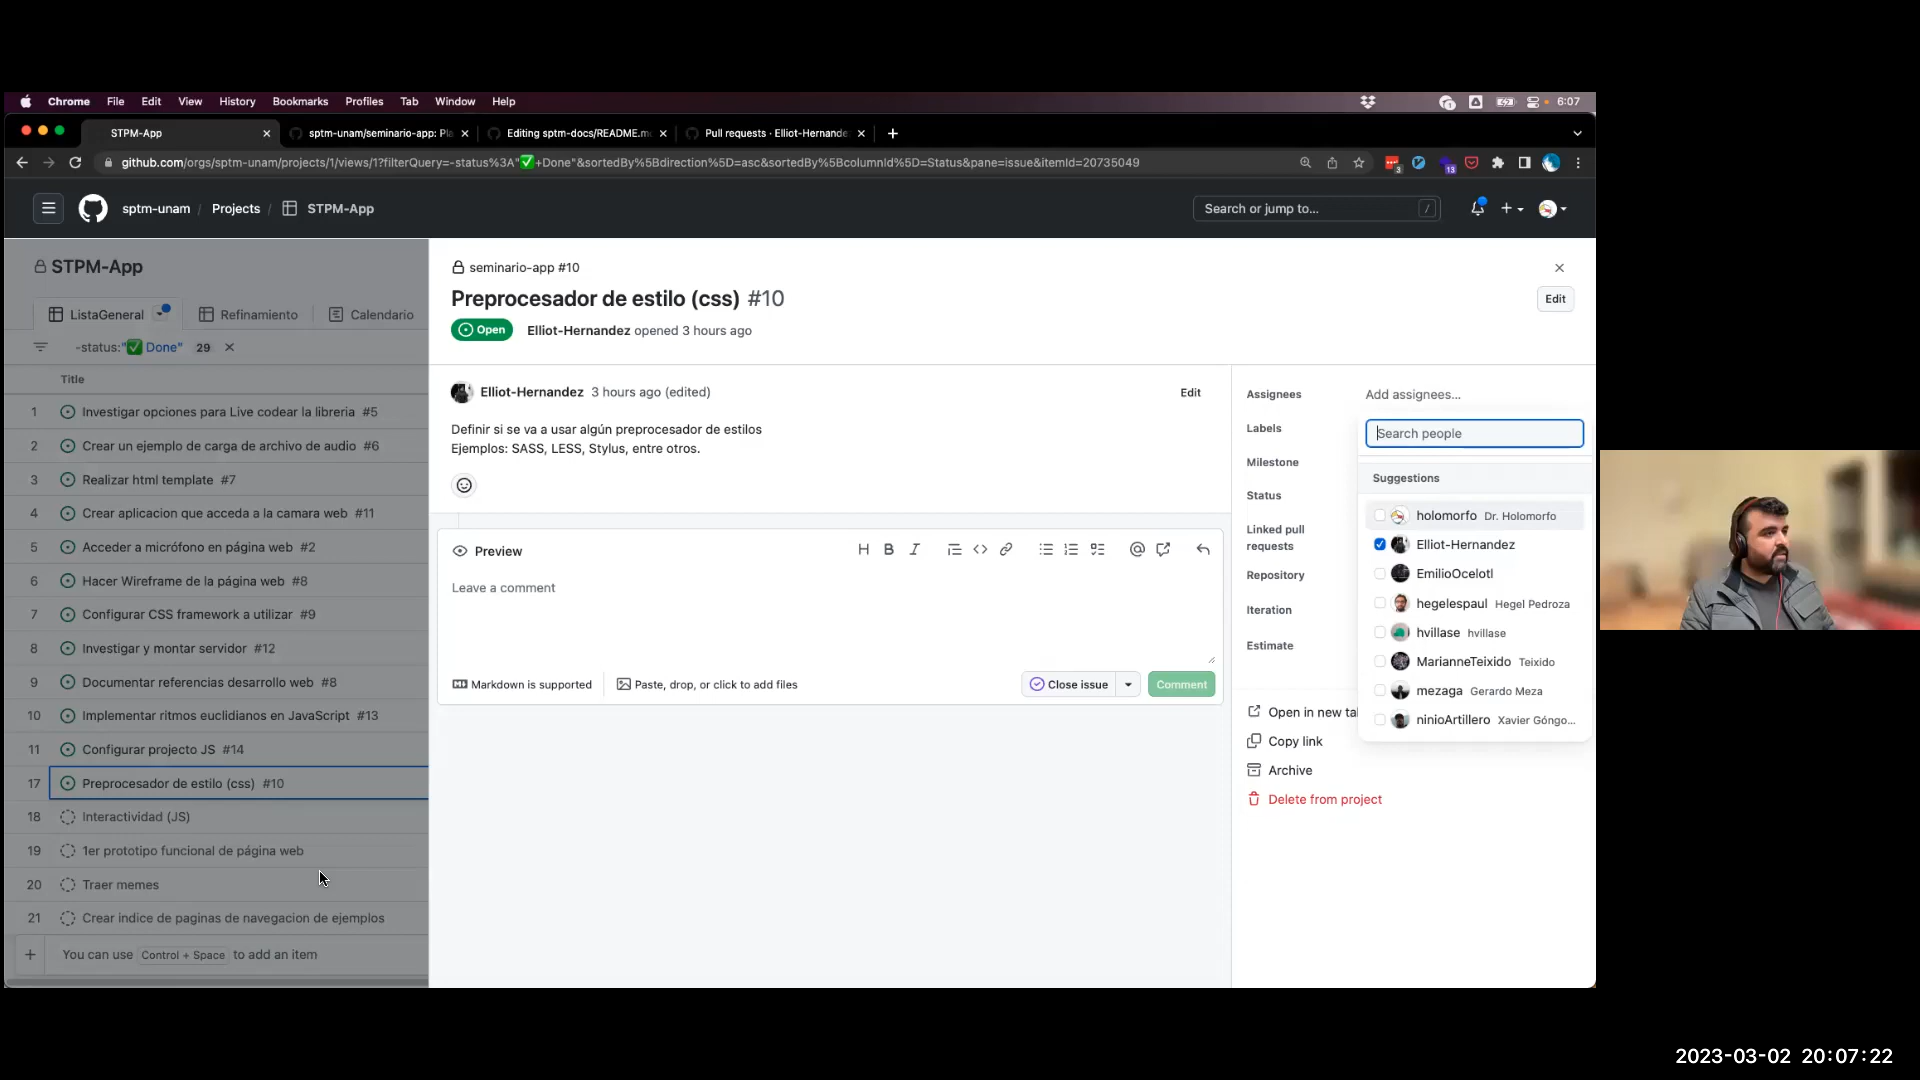 Chrome File Edit View History Bookmarks Profiles Tab Window Help 6:07
STPM-App
sptm-unam/seminario-app: Pla
Editing sptm-docs/README.m
Pull requests · Elliot-Hernande
github.com/orgs/sptm-unam/projects/1/views/1?filterQuery=-status%3A"✅+Done"&sortedBy%5Bdirection%5D=asc&sortedBy%5BcolumnId%5D=Status&pane=issue&itemId=20735049
3
13
sptm-unam / Projects / STPM-App
Search or jump to... /
STPM-App
ListaGeneral
Refinamiento
Calendario
-status:"✅ Done" 29
Title
1 Investigar opciones para Live codear la libreria #5
2 Crear un ejemplo de carga de archivo de audio #6
3 Realizar html template #7
4 Crear aplicacion que acceda a la camara web #11
5 Acceder a micrófono en página web #2
6 Hacer Wireframe de la página web #8
7 Configurar CSS framework a utilizar #9
8 Investigar y montar servidor #12
9 Documentar referencias desarrollo web #8
10 Implementar ritmos euclidianos en JavaScript #13
11 Configurar projecto JS #14
17 Preprocesador de estilo (css) #10
18 Interactividad (JS)
19 1er prototipo funcional de página web
20 Traer memes
21 Crear indice de paginas de navegacion de ejemplos
+ You can use Control + Space to add an item
seminario-app #10
Preprocesador de estilo (css) #10
Edit
Open
Elliot-Hernandez opened 3 hours ago
Elliot-Hernandez 3 hours ago (edited)
Edit
Definir si se va a usar algún preprocesador de estilos
Ejemplos: SASS, LESS, Stylus, entre otros.
Preview
Leave a comment
Markdown is supported
Paste, drop, or click to add files
Close issue
Comment
Assignees
Add assignees...
Labels
Milestone
Status
Linked pull
requests
Repository
Iteration
Estimate
Search people
Suggestions
holomorfo Dr. Holomorfo
Elliot-Hernandez
EmilioOcelotl
hegelespaul Hegel Pedroza
hvillase hvillase
MarianneTeixido Teixido
mezaga Gerardo Meza
ninioArtillero Xavier Góngo...
Open in new tal
Copy link
Archive
Delete from project
2023-03-02 20:07:22